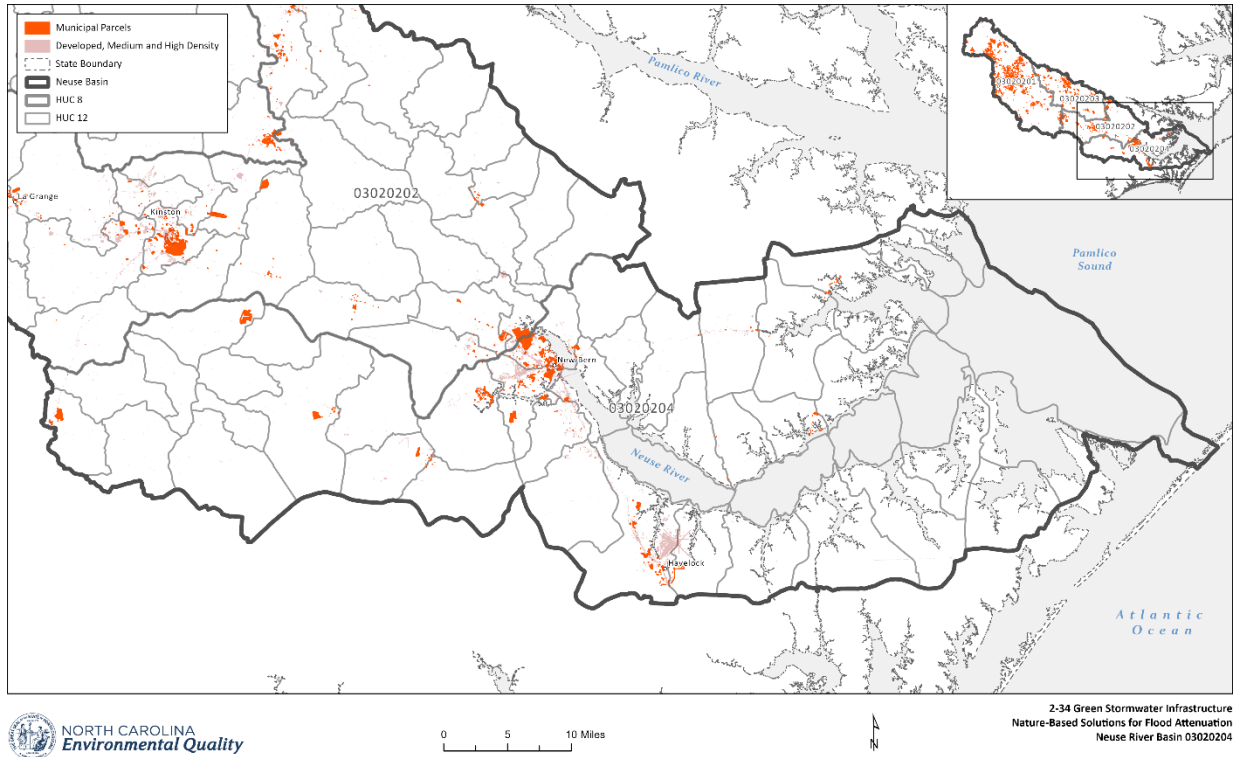 Municipal Parcels
Developed, Medium and High Density
State Boundary
Neuse Basin
HUC 8
HUC 12
Pamlico River
03020201
03020203
03020202
03020204
La Grange
Kinston
03020202
Pamlico
Sound
New Bern
03020204
Neuse River
Havelock
Atlantic
Ocean
NORTH CAROLINA
Environmental Quality
0 5 10 Miles
N
2-34 Green Stormwater Infrastructure
Nature-Based Solutions for Flood Attenuation
Neuse River Basin 03020204